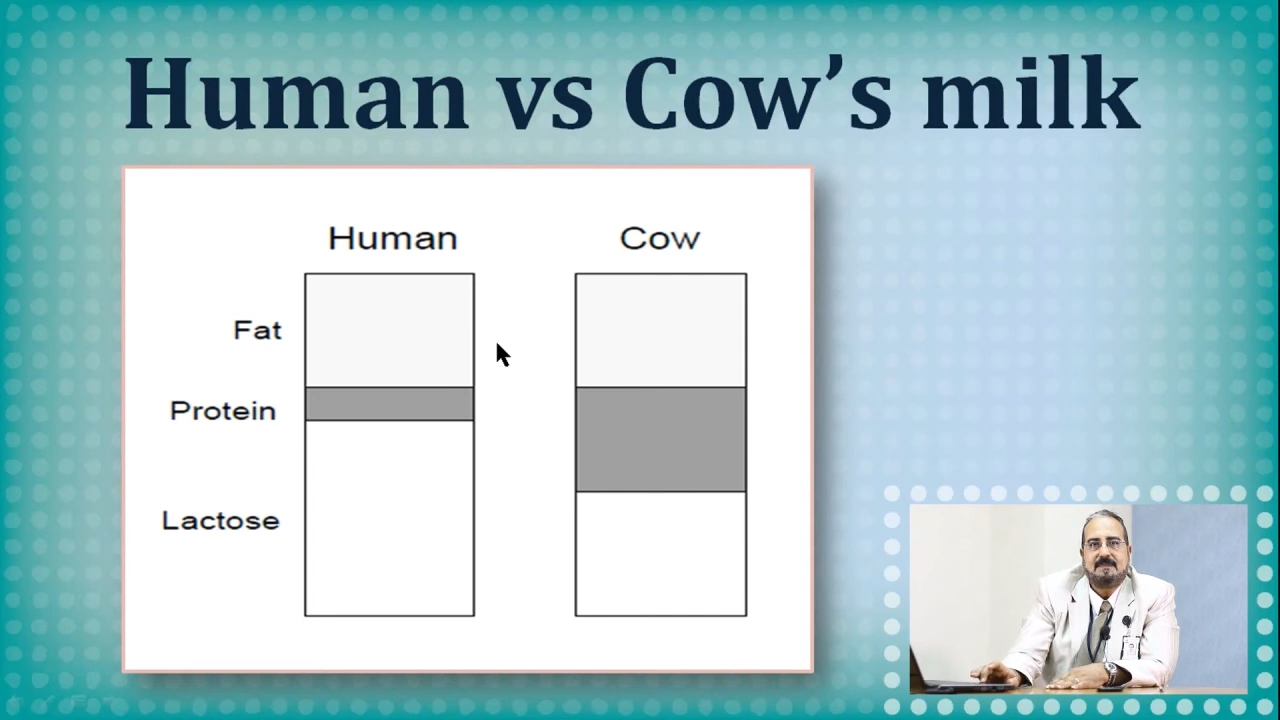 Human vs Cow’s milk
Human Cow
Fat
Protein
Lactose